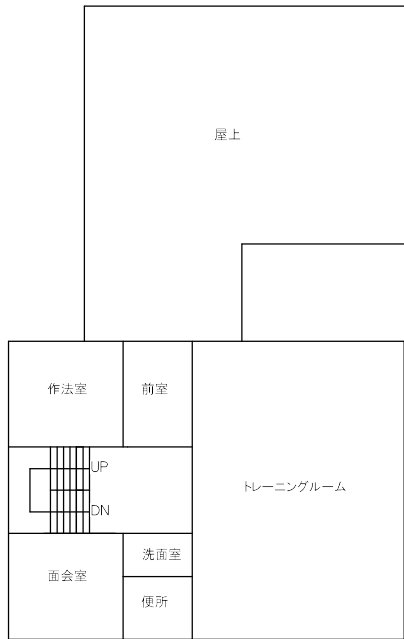 屋上
作法室
前室
UP
トレーニングルーム
DN
洗面室
面会室
便所